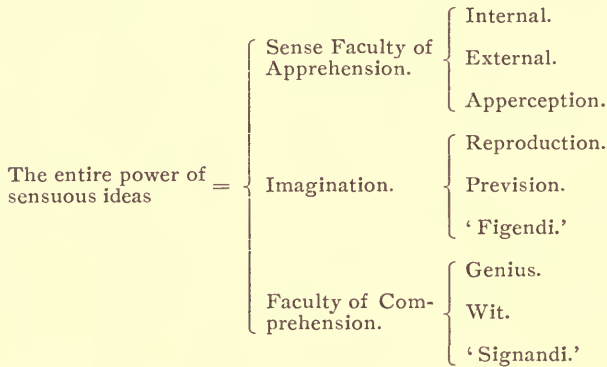 The entire power of
sensuous ideas
=
Sense Faculty of
Apprehension.
Internal.
External.
Apperception.
Imagination.
Reproduction.
Prevision.
‘Figendi.’
Faculty of Com-
prehension.
Genius.
Wit.
‘Signandi.’